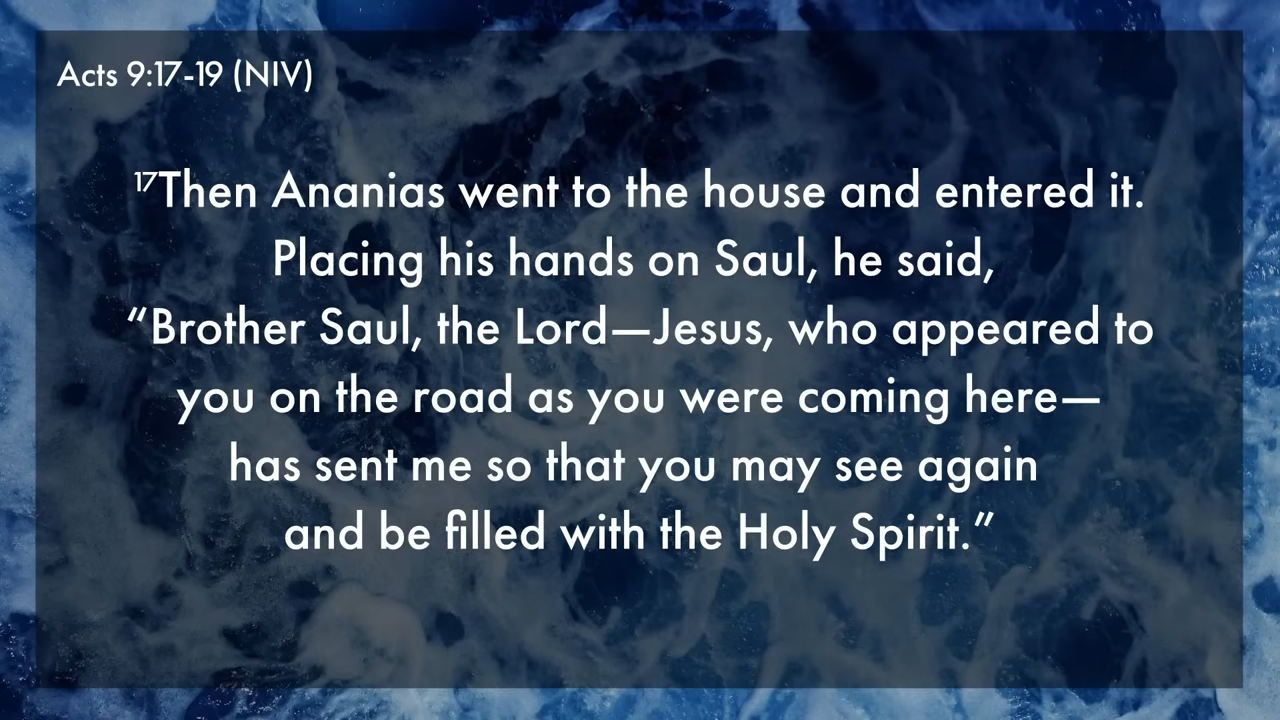 Acts 9:17-19 (NIV)
¹⁷Then Ananias went to the house and entered it.
Placing his hands on Saul, he said,
“Brother Saul, the Lord—Jesus, who appeared to
you on the road as you were coming here—
has sent me so that you may see again
and be filled with the Holy Spirit.”